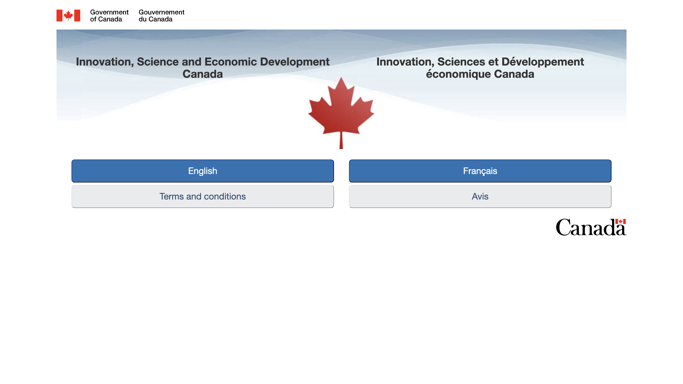 Government
of Canada
Gouvernement
du Canada
Innovation, Science and Economic Development
Canada
Innovation, Sciences et Développement
économique Canada
English
Français
Terms and conditions
Avis
Canada